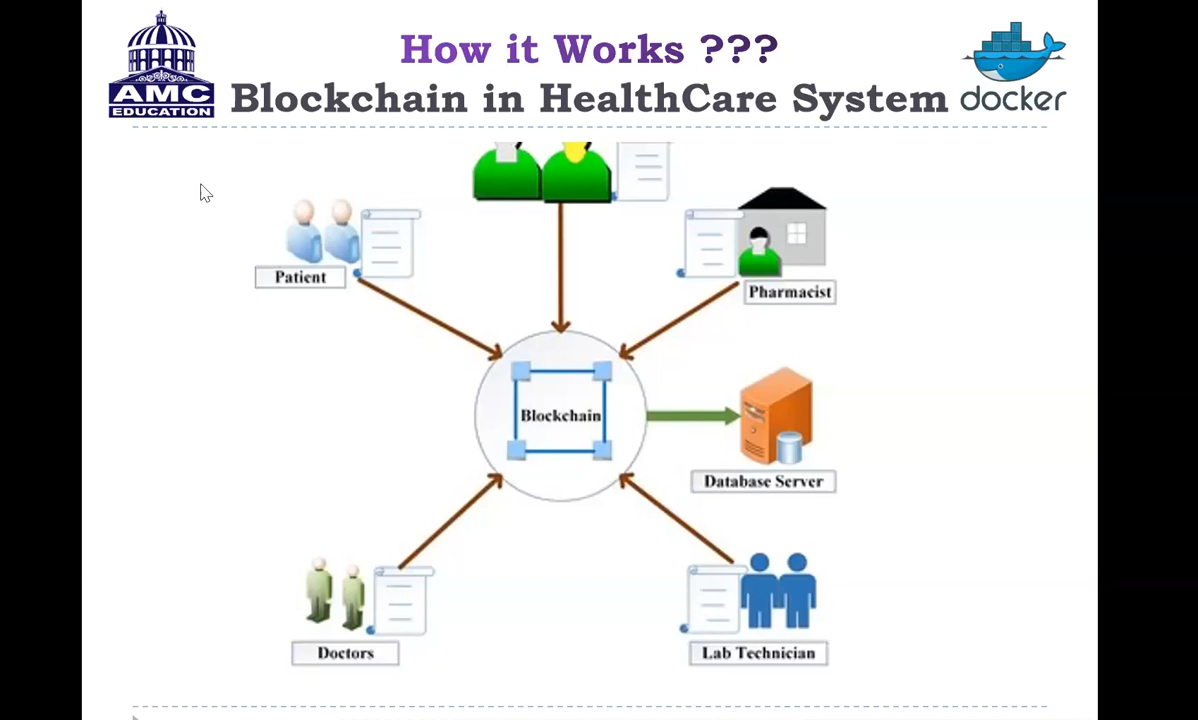 How it Works ???
Blockchain in HealthCare System
AMC
EDUCATION
docker
Patient
Pharmacist
Blockchain
Database Server
Doctors
Lab Technician